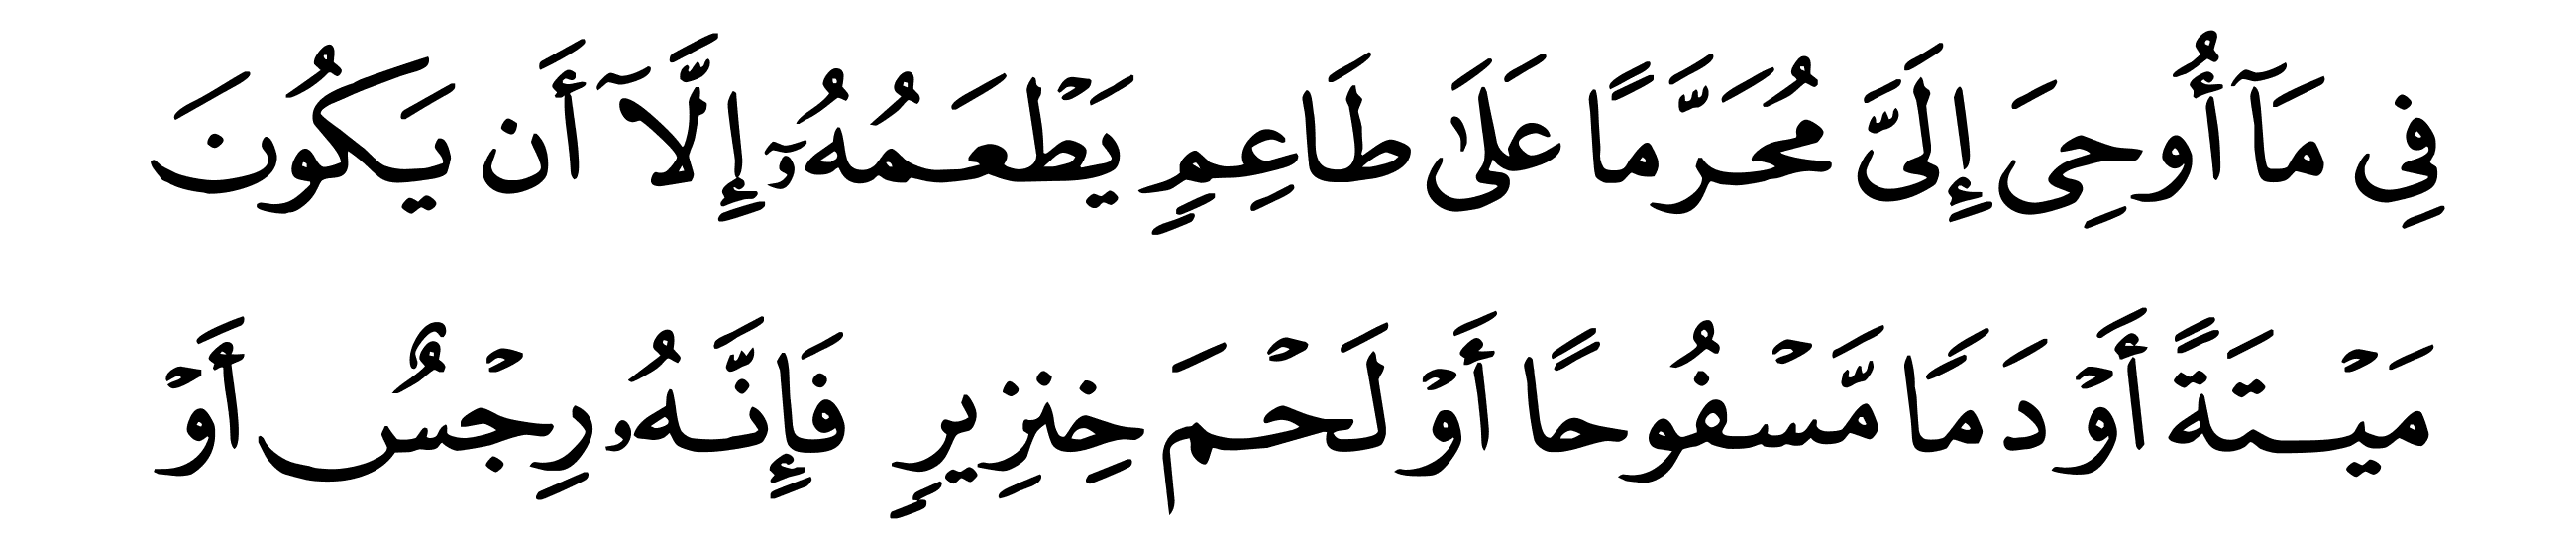 فِي مَآ أُوحِىَ إِلَىَّ مُحَرَّمًا عَلَىٰ طَاعِمٍ يَطْعَمُهُۥٓ إِلَّآ أَن يَكُونَ
مَيْتَةً أَوْ دَمًا مَّسْفُوحًا أَوْ لَحْمَ خِنزِيرٍ فَإِنَّهُۥ رِجْسٌ أَوْ